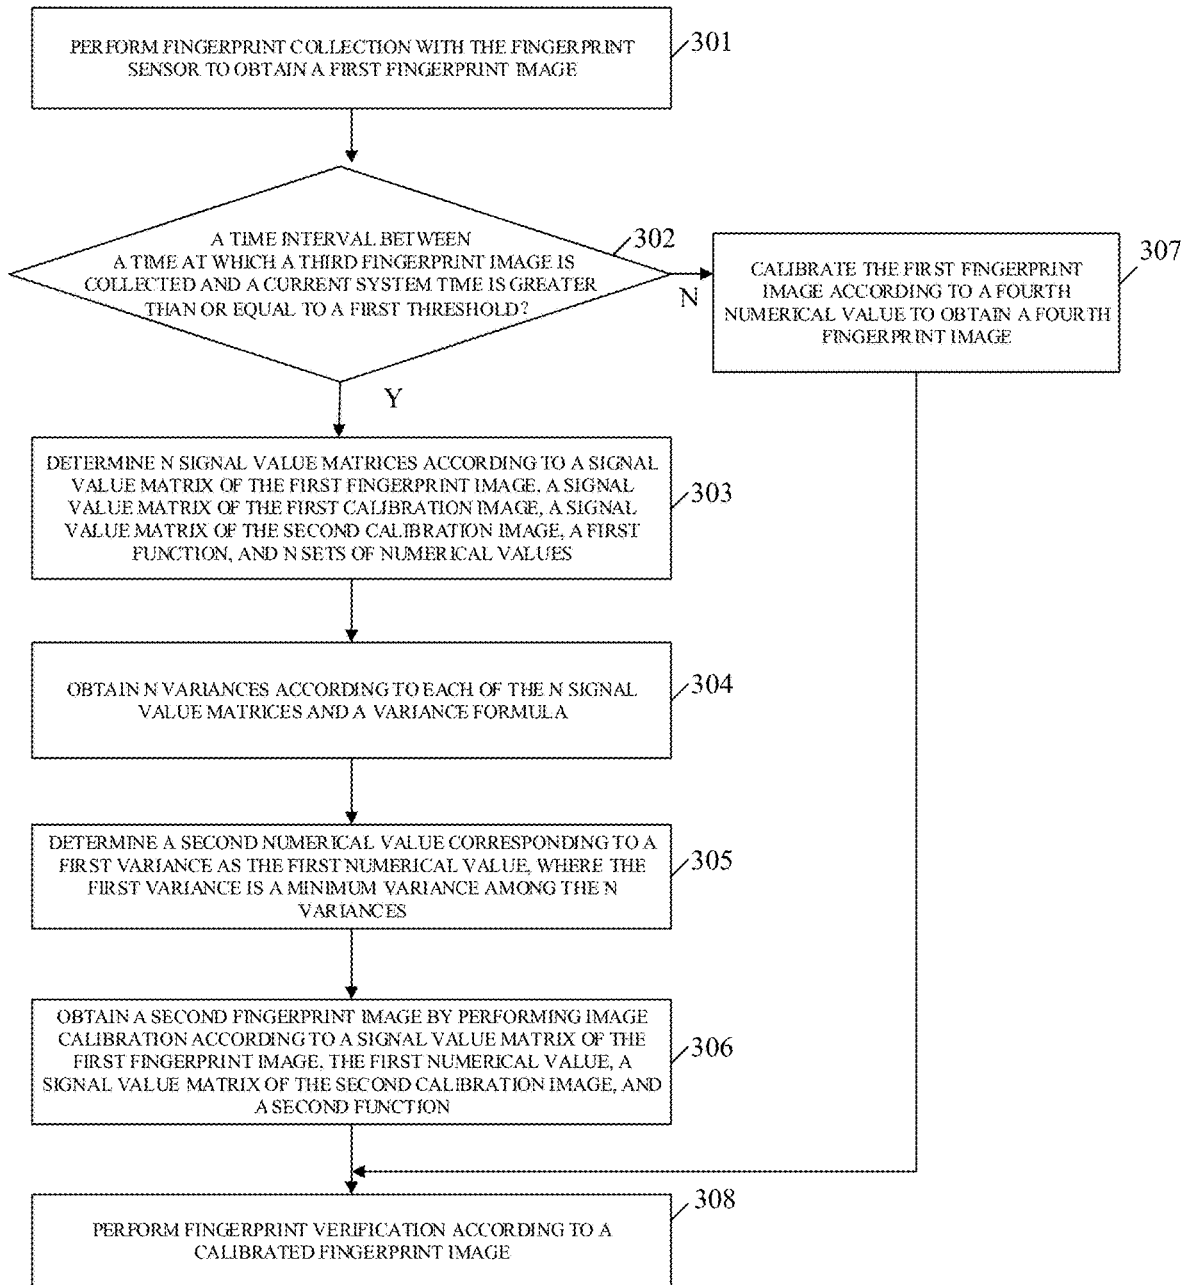 PERFORM FINGERPRINT COLLECTION WITH THE FINGERPRINT
SENSOR TO OBTAIN A FIRST FINGERPRINT IMAGE
301
A TIME INTERVAL BETWEEN
A TIME AT WHICH A THIRD FINGERPRINT IMAGE IS
COLLECTED AND A CURRENT SYSTEM TIME IS GREATER
THAN OR EQUAL TO A FIRST THRESHOLD?
302
N
CALIBRATE THE FIRST FINGERPRINT
IMAGE ACCORDING TO A FOURTH
NUMERICAL VALUE TO OBTAIN A FOURTH
FINGERPRINT IMAGE
307
Y
DETERMINE N SIGNAL VALUE MATRICES ACCORDING TO A SIGNAL
VALUE MATRIX OF THE FIRST FINGERPRINT IMAGE, A SIGNAL
VALUE MATRIX OF THE FIRST CALIBRATION IMAGE, A SIGNAL
VALUE MATRIX OF THE SECOND CALIBRATION IMAGE, A FIRST
FUNCTION, AND N SETS OF NUMERICAL VALUES
303
OBTAIN N VARIANCES ACCORDING TO EACH OF THE N SIGNAL
VALUE MATRICES AND A VARIANCE FORMULA
304
DETERMINE A SECOND NUMERICAL VALUE CORRESPONDING TO A
FIRST VARIANCE AS THE FIRST NUMERICAL VALUE, WHERE THE
FIRST VARIANCE IS A MINIMUM VARIANCE AMONG THE N
VARIANCES
305
OBTAIN A SECOND FINGERPRINT IMAGE BY PERFORMING IMAGE
CALIBRATION ACCORDING TO A SIGNAL VALUE MATRIX OF THE
FIRST FINGERPRINT IMAGE, THE FIRST NUMERICAL VALUE, A
SIGNAL VALUE MATRIX OF THE SECOND CALIBRATION IMAGE, AND
A SECOND FUNCTION
306
PERFORM FINGERPRINT VERIFICATION ACCORDING TO A
CALIBRATED FINGERPRINT IMAGE
308